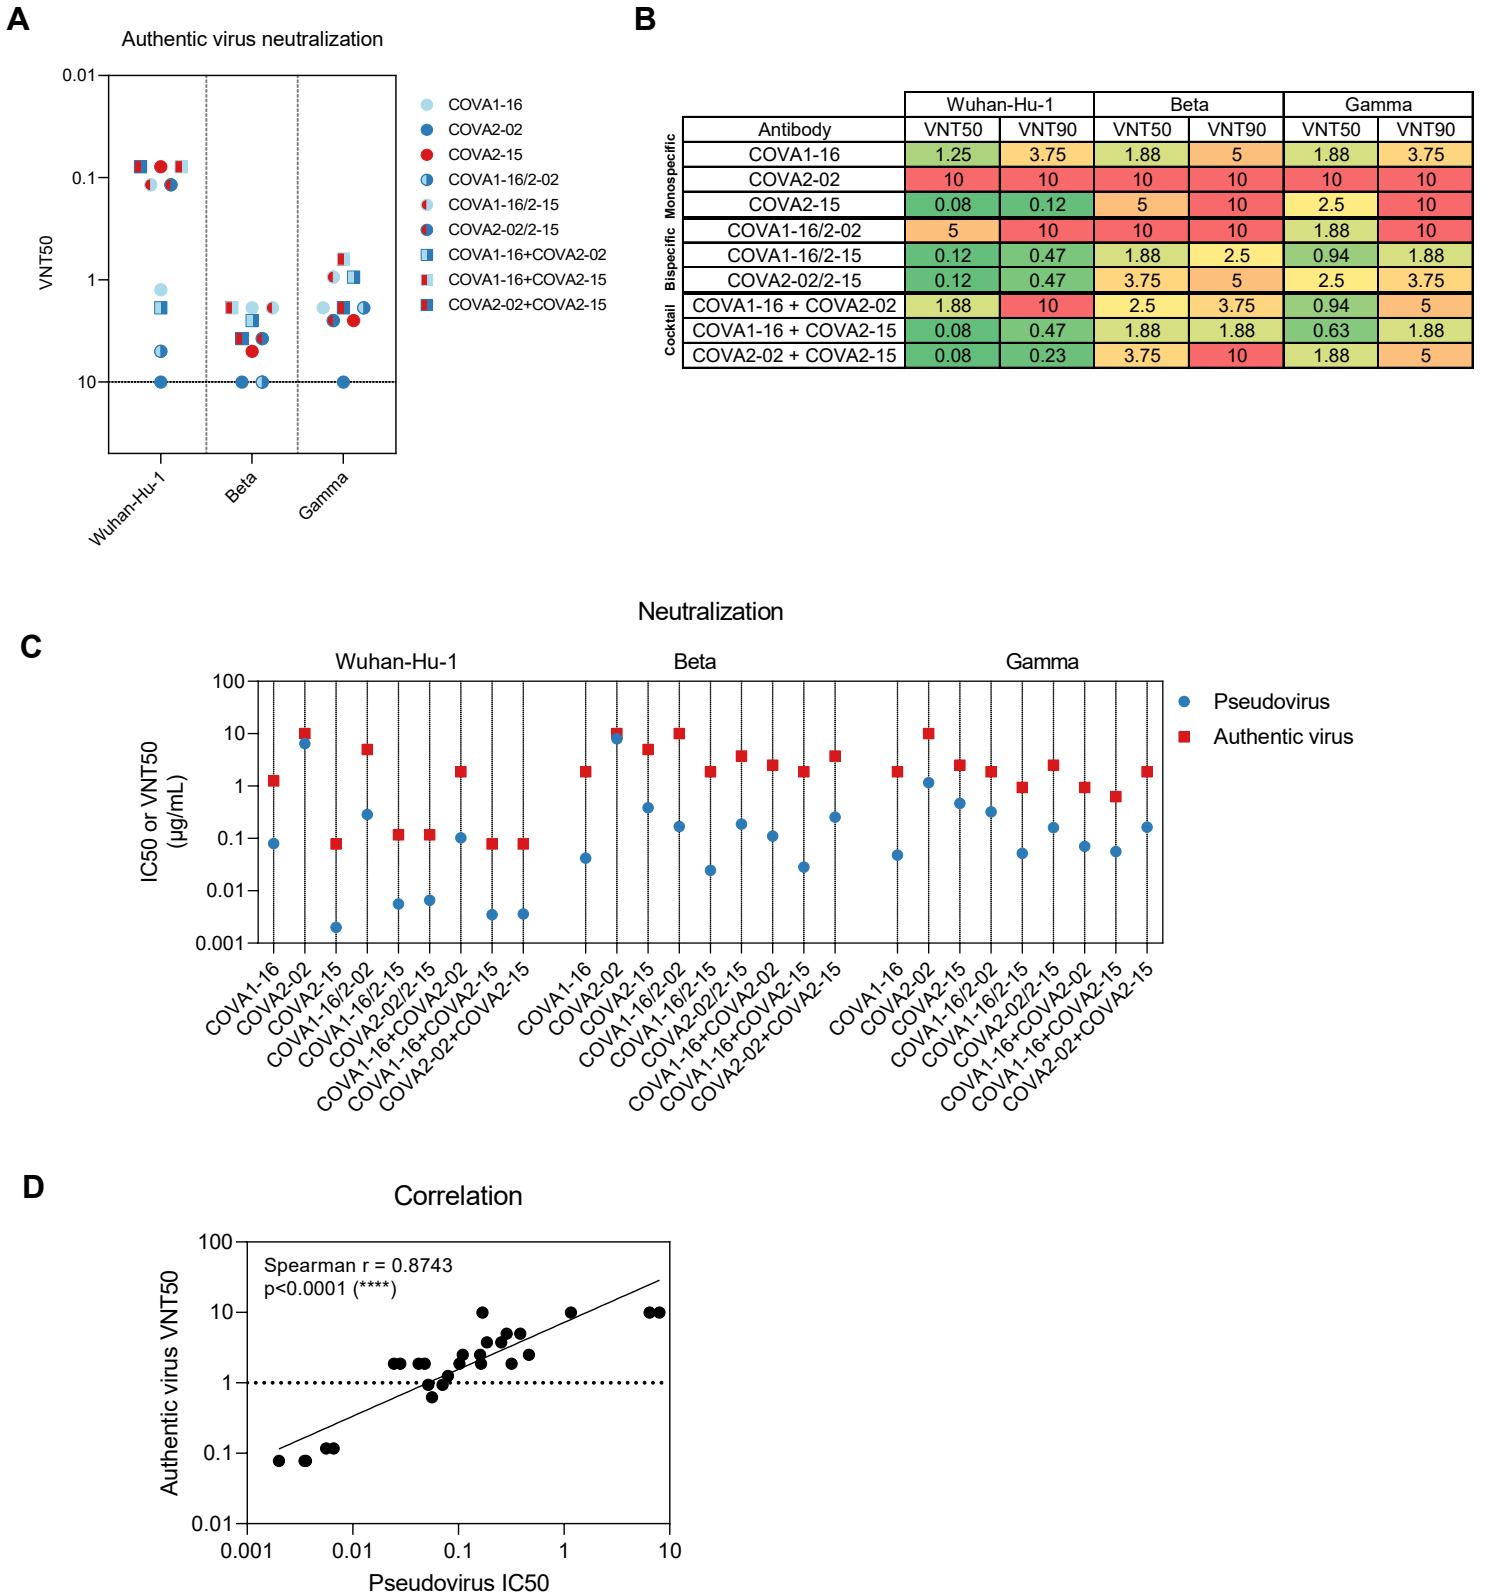 A
Authentic virus neutralization
VNT50
0.01
0.1
1
10
Wuhan-Hu-1
Beta
Gamma
COVA1-16
COVA2-02
COVA2-15
COVA1-16/2-02
COVA1-16/2-15
COVA2-02/2-15
COVA1-16+COVA2-02
COVA1-16+COVA2-15
COVA2-02+COVA2-15
B
Wuhan-Hu-1 Beta Gamma
Antibody VNT50 VNT90 VNT50 VNT90 VNT50 VNT90
Monospecific
COVA1-16 1.25 3.75 1.88 5 1.88 3.75
COVA2-02 10 10 10 10 10 10
COVA2-15 0.08 0.12 5 10 2.5 10
Bispecific
COVA1-16/2-02 5 10 10 10 1.88 10
COVA1-16/2-15 0.12 0.47 1.88 2.5 0.94 1.88
COVA2-02/2-15 0.12 0.47 3.75 5 2.5 3.75
Cocktail
COVA1-16 + COVA2-02 1.88 10 2.5 3.75 0.94 5
COVA1-16 + COVA2-15 0.08 0.47 1.88 1.88 0.63 1.88
COVA2-02 + COVA2-15 0.08 0.23 3.75 10 1.88 5
C
Neutralization
Wuhan-Hu-1 Beta Gamma
IC50 or VNT50
(µg/mL)
100
10
1
0.1
0.01
0.001
Pseudovirus
Authentic virus
COVA1-16
COVA2-02
COVA2-15
COVA1-16/2-02
COVA1-16/2-15
COVA2-02/2-15
COVA1-16+COVA2-02
COVA1-16+COVA2-15
COVA2-02+COVA2-15
COVA1-16
COVA2-02
COVA2-15
COVA1-16/2-02
COVA1-16/2-15
COVA2-02/2-15
COVA1-16+COVA2-02
COVA1-16+COVA2-15
COVA2-02+COVA2-15
COVA1-16
COVA2-02
COVA2-15
COVA1-16/2-02
COVA1-16/2-15
COVA2-02/2-15
COVA1-16+COVA2-02
COVA1-16+COVA2-15
COVA2-02+COVA2-15
D
Correlation
Spearman r = 0.8743
p<0.0001 (****)
Authentic virus VNT50
100
10
1
0.1
0.01
0.001 0.01 0.1 1 10
Pseudovirus IC50